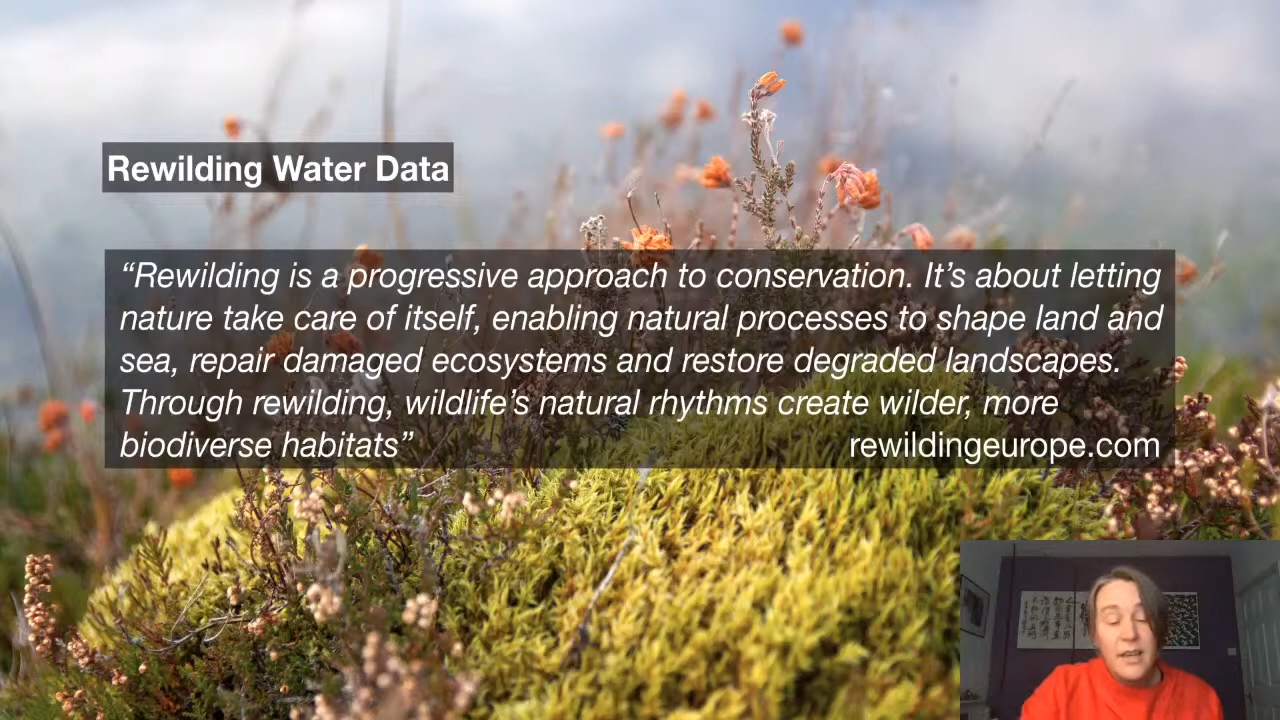 Rewilding Water Data
“Rewilding is a progressive approach to conservation. It’s about letting
nature take care of itself, enabling natural processes to shape land and
sea, repair damaged ecosystems and restore degraded landscapes.
Through rewilding, wildlife’s natural rhythms create wilder, more
biodiverse habitats” rewildingeurope.com